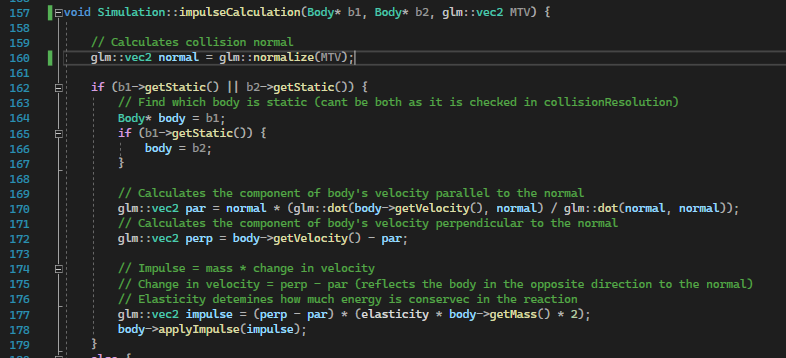 157 void Simulation::impulseCalculation(Body* b1, Body* b2, glm::vec2 MTV) {
158
159 // Calculates collision normal
160 glm::vec2 normal = glm::normalize(MTV);
161
162 if (b1->getStatic() || b2->getStatic()) {
163 // Find which body is static (cant be both as it is checked in collisionResolution)
164 Body* body = b1;
165 if (b1->getStatic()) {
166 body = b2;
167 }
168
169 // Calculates the component of body's velocity parallel to the normal
170 glm::vec2 par = normal * (glm::dot(body->getVelocity(), normal) / glm::dot(normal, normal));
171 // Calculates the component of body's velocity perpendicular to the normal
172 glm::vec2 perp = body->getVelocity() - par;
173
174 // Impulse = mass * change in velocity
175 // Change in velocity = perp - par (reflects the body in the opposite direction to the normal)
176 // Elasticity detemines how much energy is conservec in the reaction
177 glm::vec2 impulse = (perp - par) * (elasticity * body->getMass() * 2);
178 body->applyImpulse(impulse);
179 }